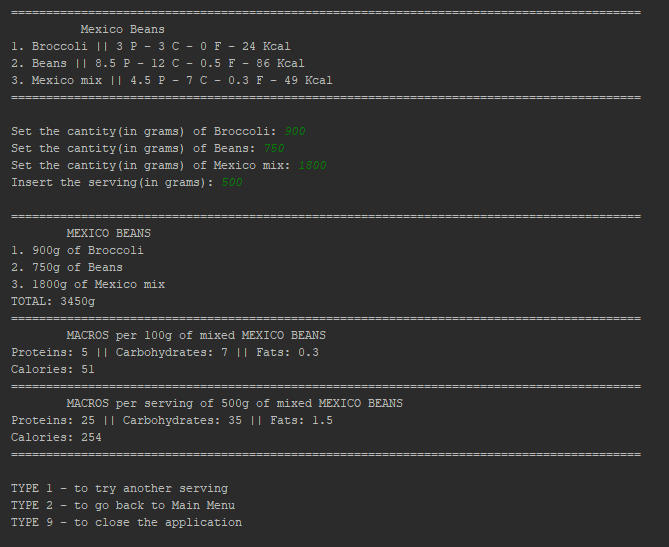 ==========================================================================================
Mexico Beans
1. Broccoli || 3 P - 3 C - 0 F - 24 Kcal
2. Beans || 8.5 P - 12 C - 0.5 F - 86 Kcal
3. Mexico mix || 4.5 P - 7 C - 0.3 F - 49 Kcal
==========================================================================================
Set the cantity(in grams) of Broccoli: 900
Set the cantity(in grams) of Beans: 750
Set the cantity(in grams) of Mexico mix: 1800
Insert the serving(in grams): 500
==========================================================================================
MEXICO BEANS
1. 900g of Broccoli
2. 750g of Beans
3. 1800g of Mexico mix
TOTAL: 3450g
==========================================================================================
MACROS per 100g of mixed MEXICO BEANS
Proteins: 5 || Carbohydrates: 7 || Fats: 0.3
Calories: 51
==========================================================================================
MACROS per serving of 500g of mixed MEXICO BEANS
Proteins: 25 || Carbohydrates: 35 || Fats: 1.5
Calories: 254
==========================================================================================
TYPE 1 - to try another serving
TYPE 2 - to go back to Main Menu
TYPE 9 - to close the application